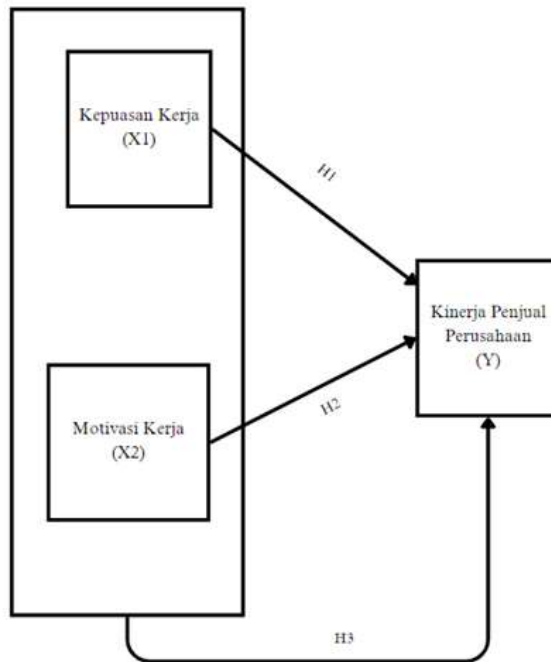 Kepuasan Kerja
(X1)
H1
Kinerja Penjual
Perusahaan
(Y)
H2
Motivasi Kerja
(X2)
H3